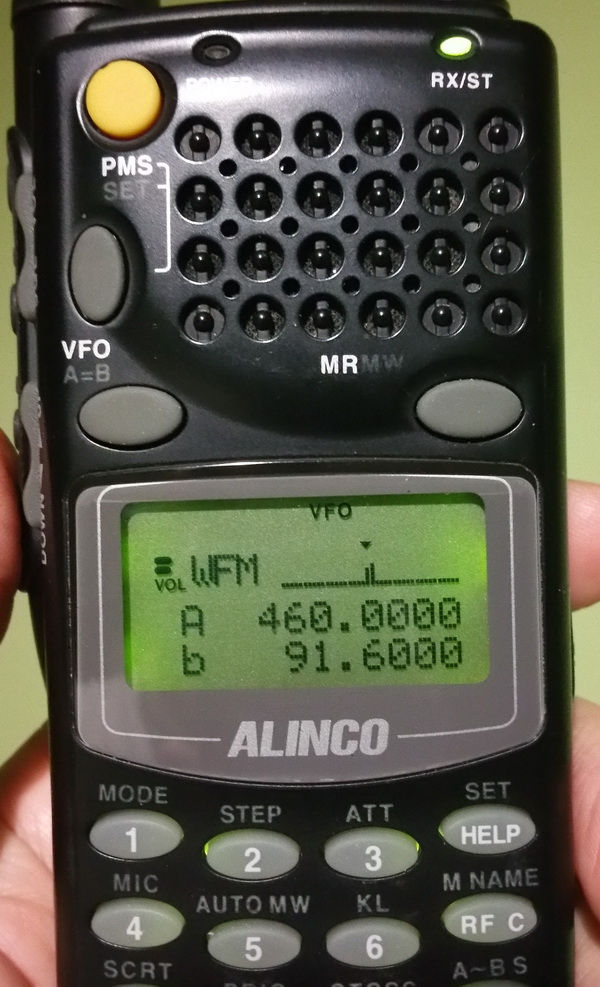 POWER
RX/ST
PMS
SET
VFO
A=B
MR MW
DOWN
VFO
VOL WFM
A 460.0000
b 91.6000
ALINCO
MODE STEP ATT SET
1 2 3 HELP
MIC AUTO MW KL M NAME
4 5 6 RF C
SCRT A~B S